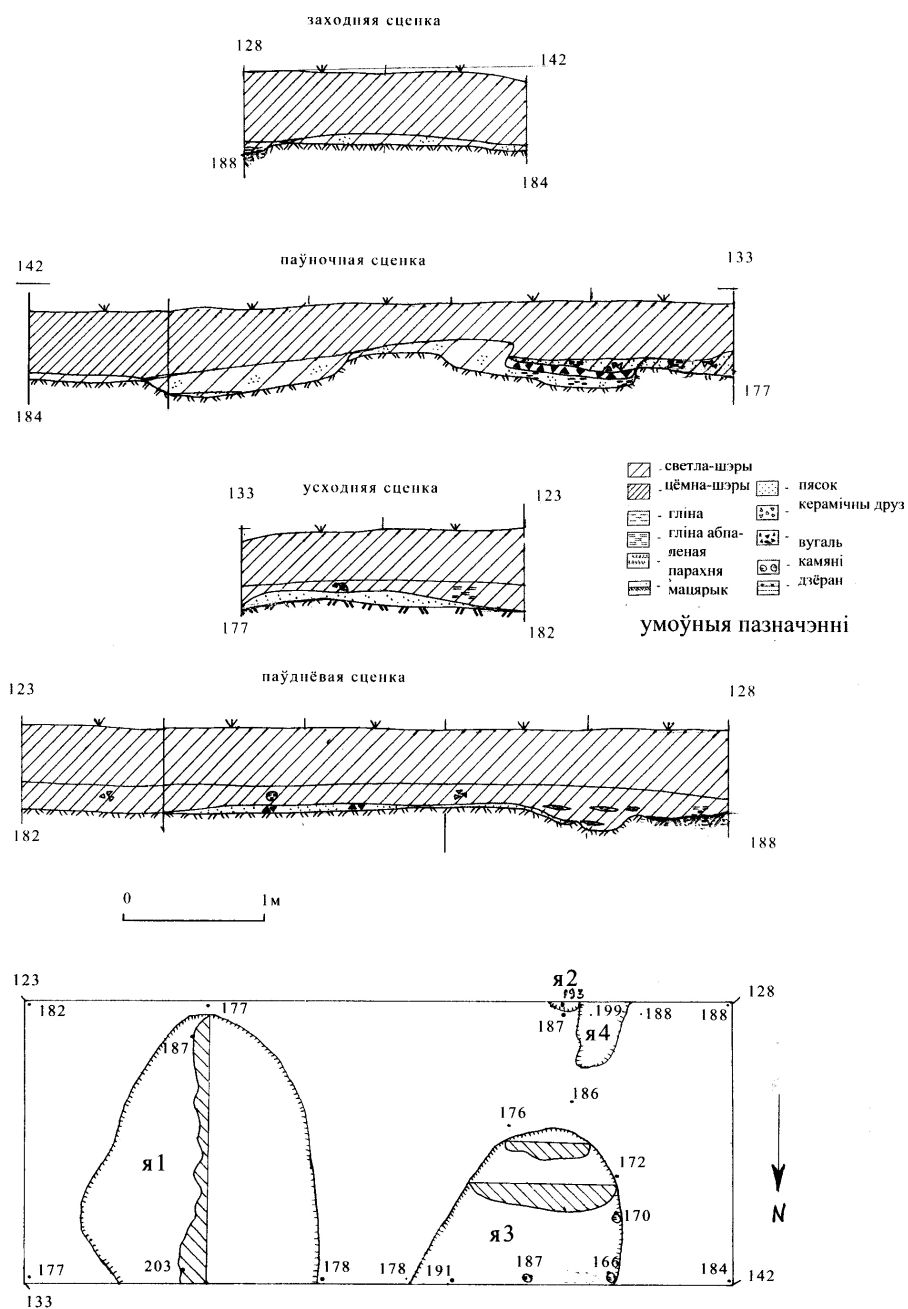 заходняя сценка
128
142
188
184
142
паўночная сценка
133
184
177
133
усходняя сценка
123
177
182
светла-шэры
цёмна-шэры
гліна
гліна абпа-
леная
парахня
мацярык
пясок
керамічны друз
вугаль
камяні
дзёран
умоўныя пазначэнні
123
паўднёвая сценка
128
182
188
0
1м
123
я2
128
182
177
193
187
199
188
188
187
я4
186
176
я1
172
170
я3
N
177
203
178
178
191
187
166
184
142
133